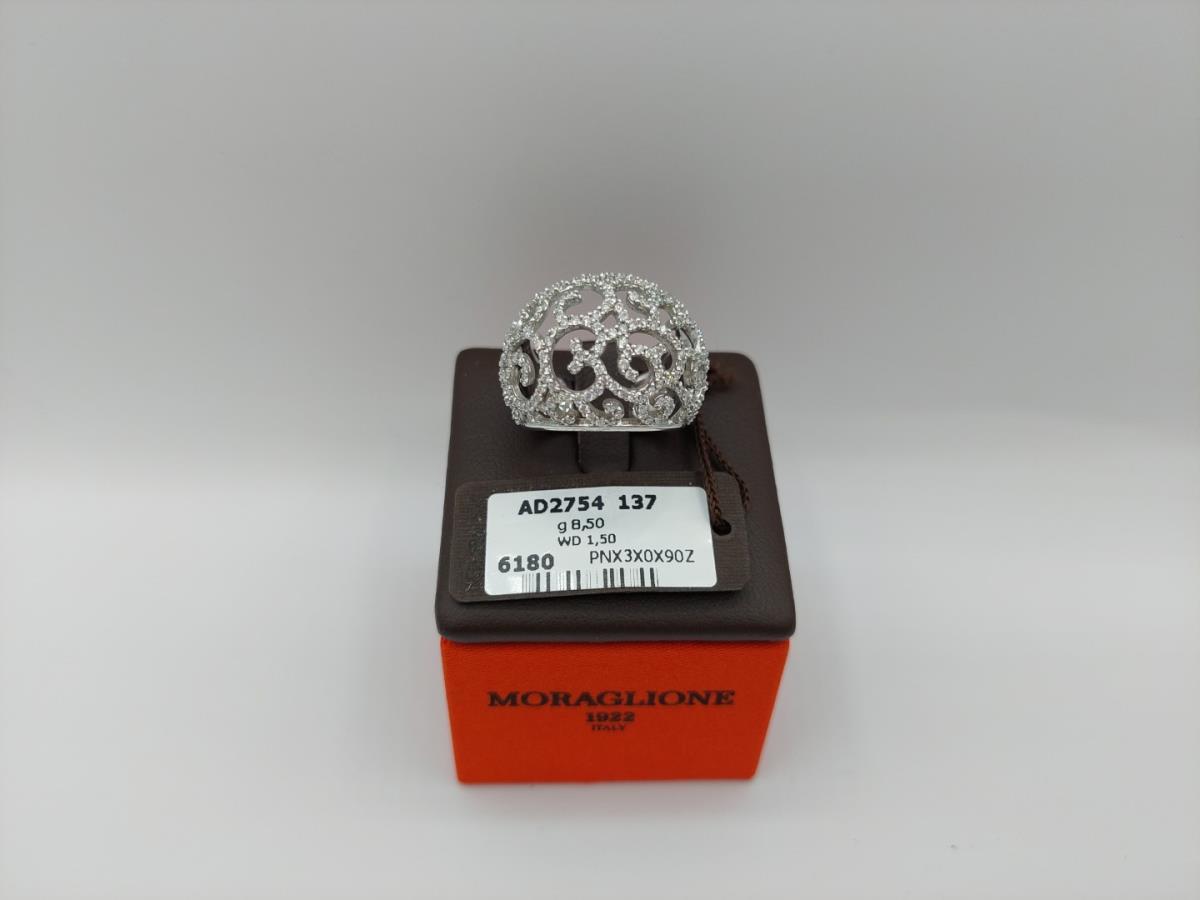 AD2754 137
g 8,50
WD 1,50
6180 PNX3X0X90Z
MORAGLIONE
1922
ITALY